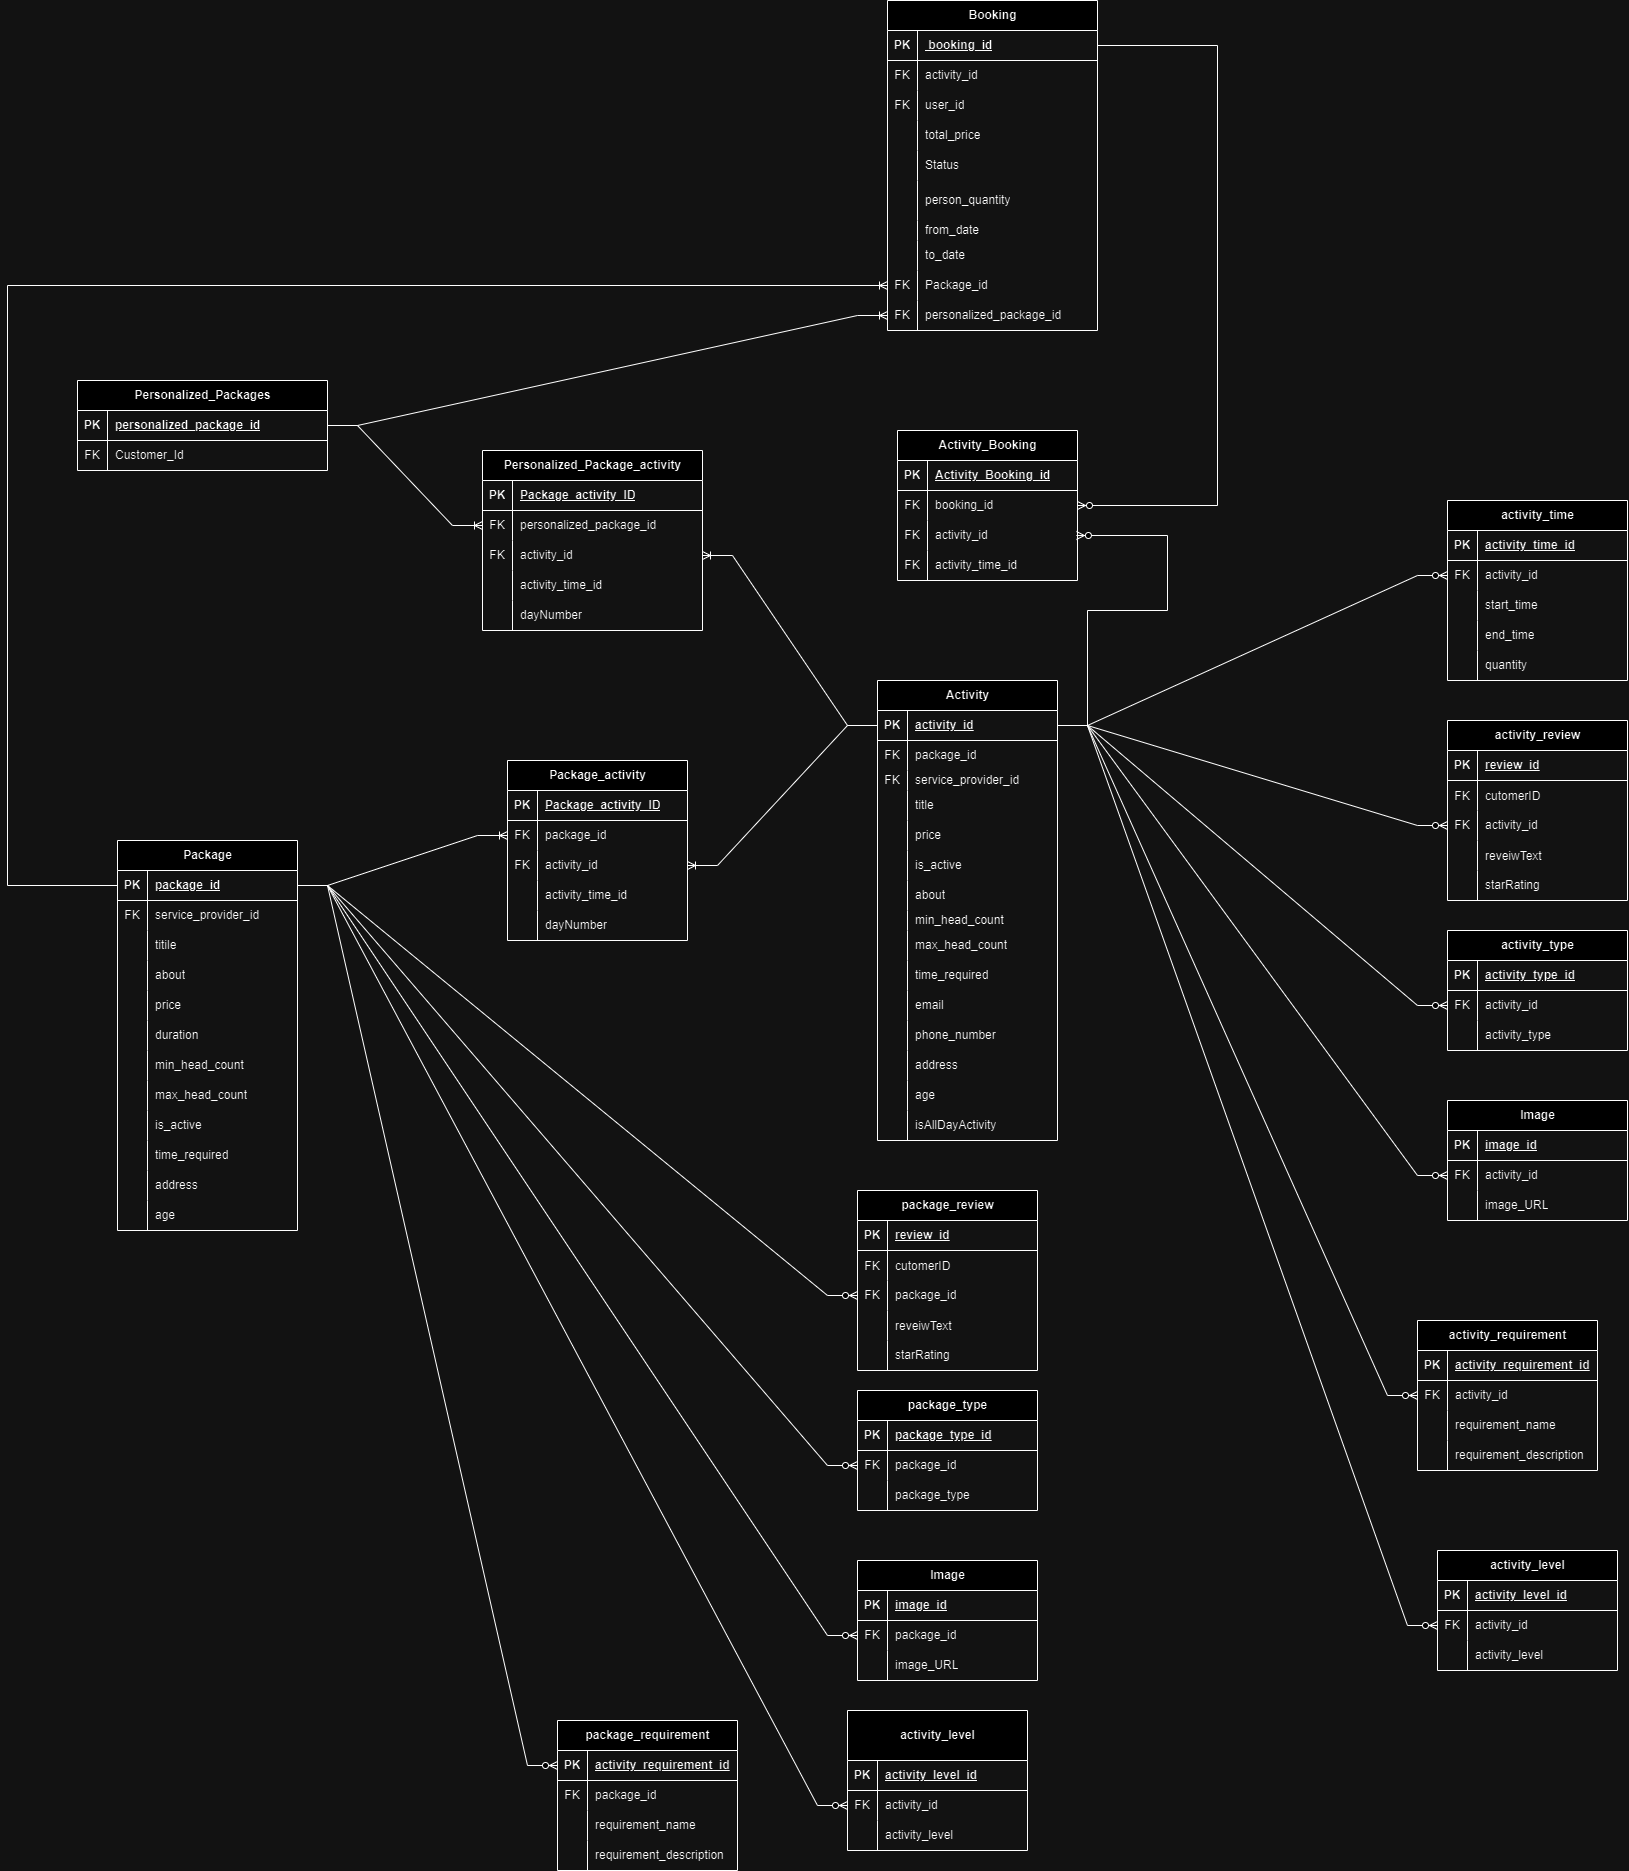 Booking
PK booking_id
FK activity_id
FK user_id
total_price
Status
person_quantity
from_date
to_date
FK Package_id
FK personalized_package_id
Personalized_Packages
PK personalized_package_id
FK Customer_Id
Personalized_Package_activity
PK Package_activity_ID
FK personalized_package_id
FK activity_id
activity_time_id
dayNumber
Activity_Booking
PK Activity_Booking_id
FK booking_id
FK activity_id
FK activity_time_id
activity_time
PK activity_time_id
FK activity_id
start_time
end_time
quantity
Activity
PK activity_id
FK package_id
FK service_provider_id
title
price
is_active
about
min_head_count
max_head_count
time_required
email
phone_number
address
age
isAllDayActivity
activity_review
PK review_id
FK cutomerID
FK activity_id
reveiwText
starRating
Package_activity
PK Package_activity_ID
FK package_id
FK activity_id
activity_time_id
dayNumber
Package
PK package_id
FK service_provider_id
titile
about
price
duration
min_head_count
max_head_count
is_active
time_required
address
age
activity_type
PK activity_type_id
FK activity_id
activity_type
Image
PK image_id
FK activity_id
image_URL
package_review
PK review_id
FK cutomerID
FK package_id
reveiwText
starRating
activity_requirement
PK activity_requirement_id
FK activity_id
requirement_name
requirement_description
package_type
PK package_type_id
FK package_id
package_type
Image
PK image_id
FK package_id
image_URL
activity_level
PK activity_level_id
FK activity_id
activity_level
package_requirement
PK activity_requirement_id
FK package_id
requirement_name
requirement_description
activity_level
PK activity_level_id
FK activity_id
activity_level